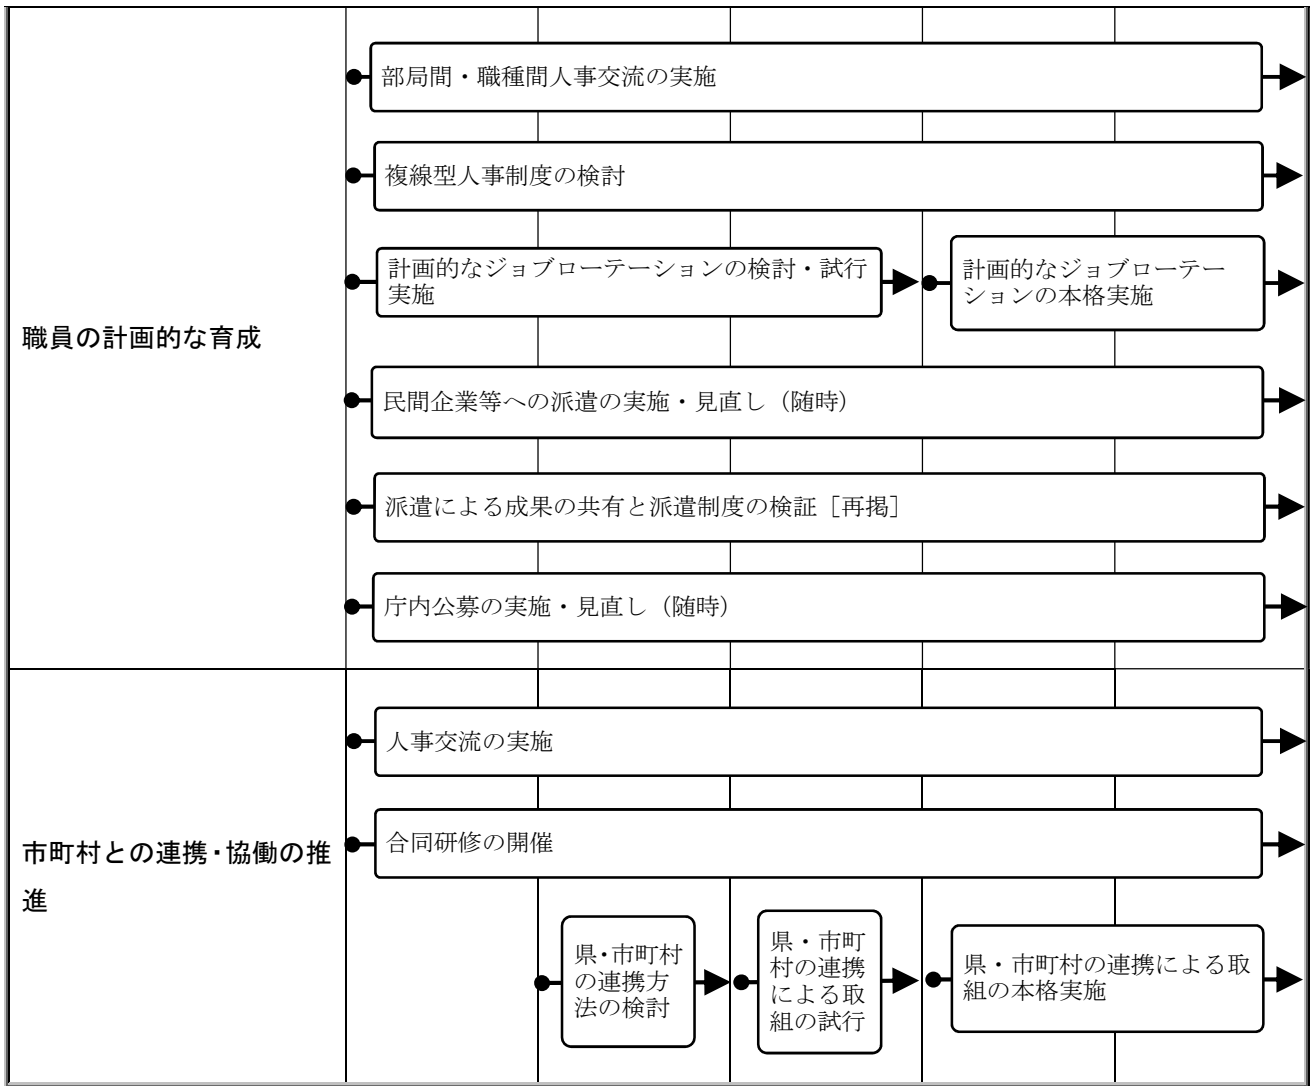 部局間・職種間人事交流の実施
複線型人事制度の検討
計画的なジョブローテーションの検討・試行
実施
計画的なジョブローテー
ションの本格実施
職員の計画的な育成
民間企業等への派遣の実施・見直し（随時）
派遣による成果の共有と派遣制度の検証［再掲］
庁内公募の実施・見直し（随時）
人事交流の実施
合同研修の開催
市町村との連携・協働の推
進
県・市町村
の連携方
法の検討
県・市町
村の連携
による取
組の試行
県・市町村の連携による取
組の本格実施